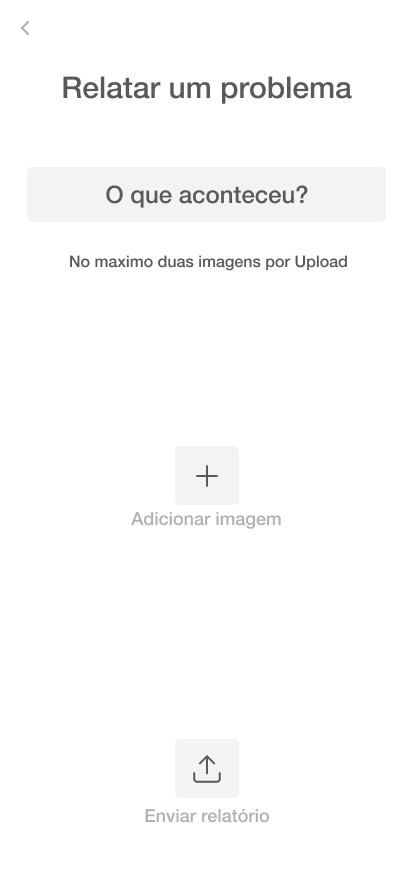 Relatar um problema
O que aconteceu?
No maximo duas imagens por Upload
Adicionar imagem
Enviar relatório